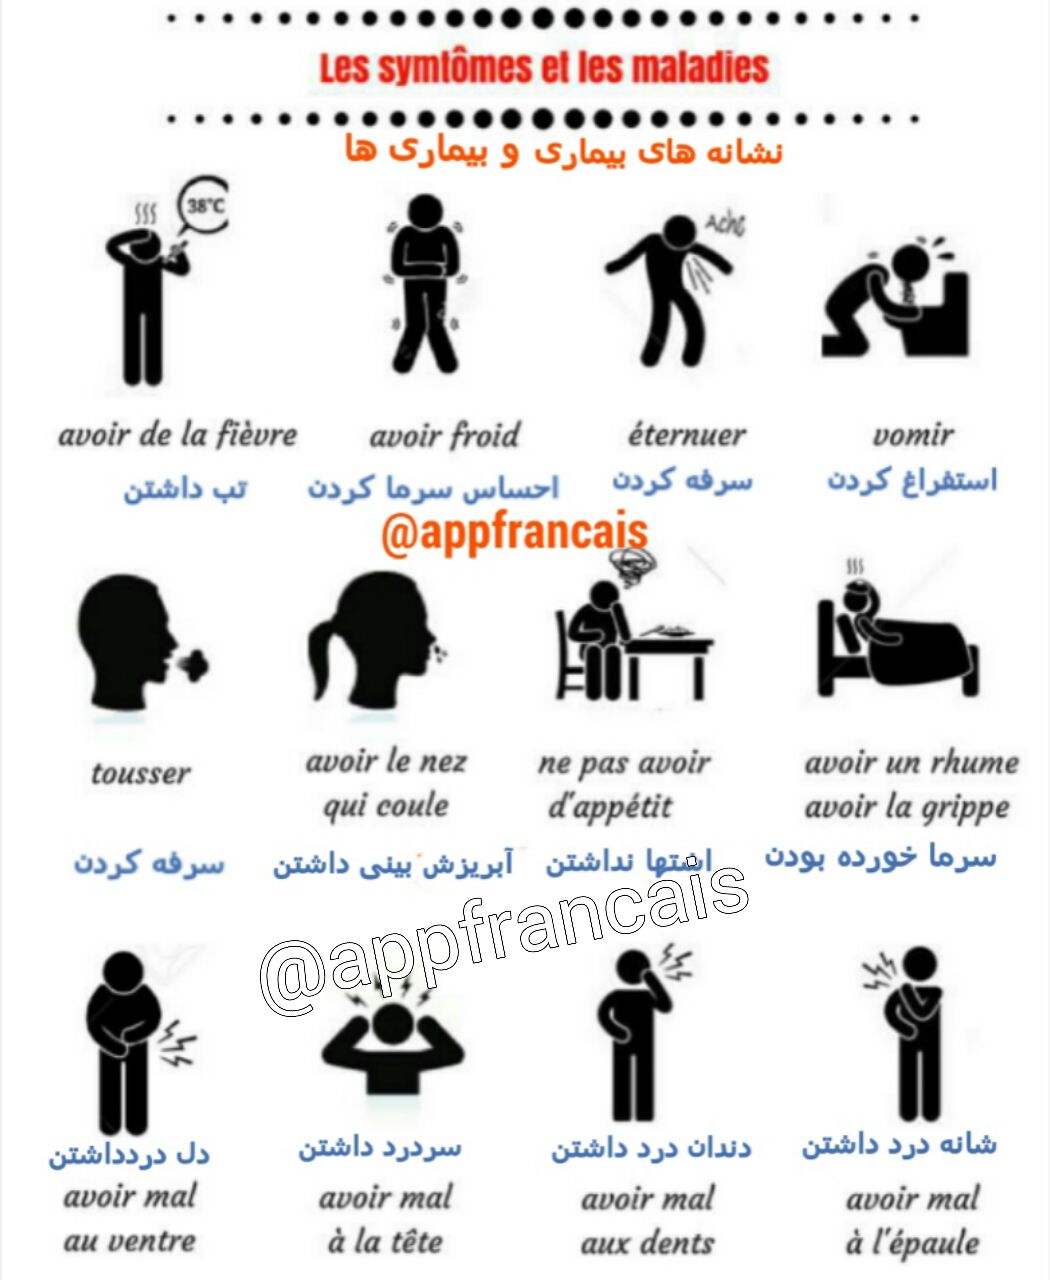 Les symtômes et les maladies
نشانه های بیماری و بیماری ها
38°C
avoir de la fièvre
avoir froid
éternuer
vomir
تب داشتن
احساس سرما کردن
سرفه کردن
استفراغ کردن
@appfrancais
tousser
avoir le nez
qui coule
ne pas avoir
d'appétit
avoir un rhume
avoir la grippe
سرفه کردن
آبریزش بینی داشتن
اشتها نداشتن
سرما خورده بودن
@appfrancais
دل دردداشتن
سردرد داشتن
دندان درد داشتن
شانه درد داشتن
avoir mal
au ventre
avoir mal
à la tête
avoir mal
aux dents
avoir mal
à l'épaule